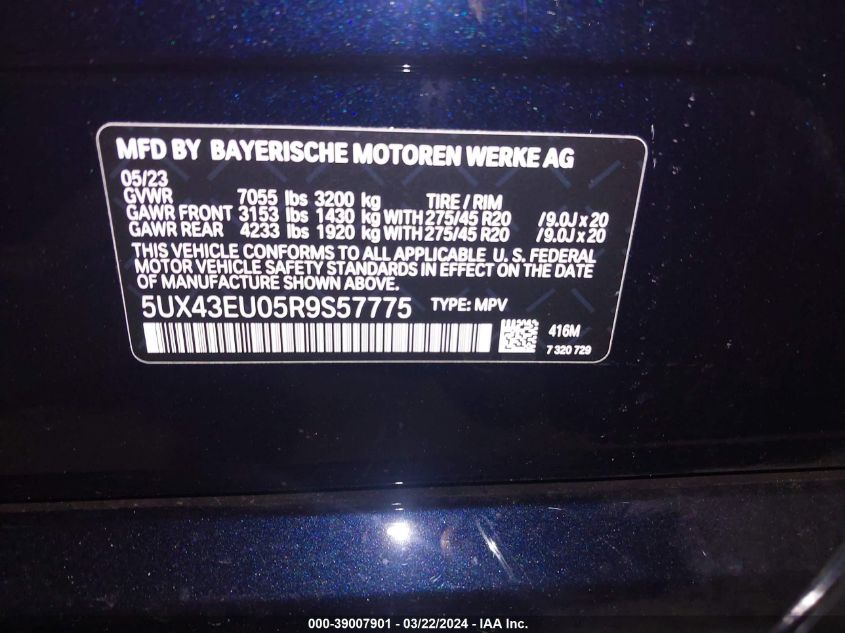 MFD BY BAYERISCHE MOTOREN WERKE AG
05/23
GVWR 7055 lbs 3200 kg TIRE / RIM
GAWR FRONT 3153 lbs 1430 kg WITH 275/45 R20 /9.0J x 20
GAWR REAR 4233 lbs 1920 kg WITH 275/45 R20 /9.0J x 20
THIS VEHICLE CONFORMS TO ALL APPLICABLE U. S. FEDERAL
MOTOR VEHICLE SAFETY STANDARDS IN EFFECT ON THE DATE
OF MANUFACTURE SHOWN ABOVE.
5UX43EU05R9S57775 TYPE: MPV
416M
7 320 729
000-39007901 - 03/22/2024 - IAA Inc.